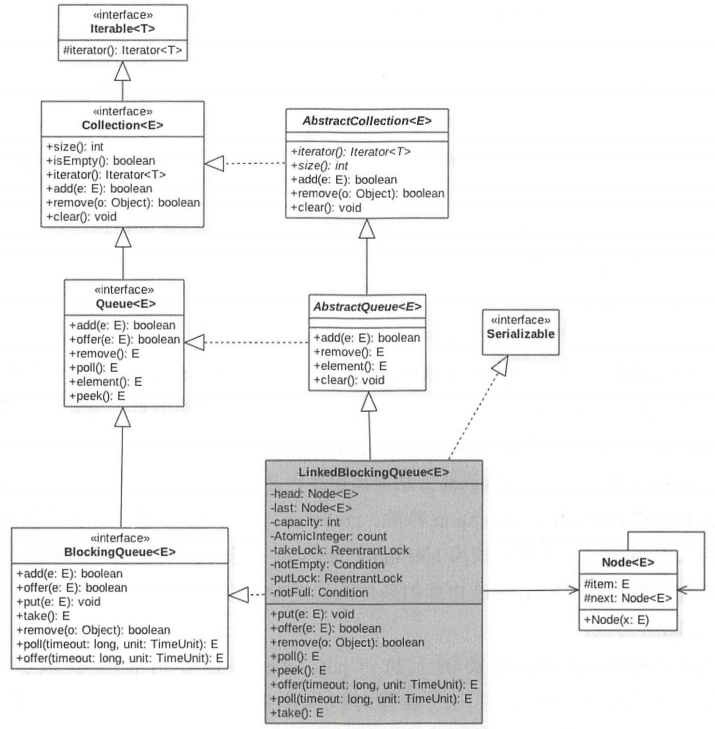 «interface»
Iterable<T>
#iterator(): Iterator<T>
«interface»
Collection<E>
+size(): int
+isEmpty(): boolean
+iterator(): Iterator<T>
+add(e: E): boolean
+remove(o: Object): boolean
+clear(): void
AbstractCollection<E>
+iterator(): Iterator<T>
+size(): int
+add(e: E): boolean
+remove(o: Object): boolean
+clear(): void
«interface»
Queue<E>
+add(e: E): boolean
+offer(e: E): boolean
+remove(): E
+poll(): E
+element(): E
+peek(): E
AbstractQueue<E>
+add(e: E): boolean
+remove(): E
+element(): E
+clear(): void
«interface»
Serializable
LinkedBlockingQueue<E>
-head: Node<E>
-last: Node<E>
-capacity: int
-AtomicInteger: count
-takeLock: ReentrantLock
-notEmpty: Condition
-putLock: ReentrantLock
-notFull: Condition
+put(e: E): void
+offer(e: E): boolean
+remove(o: Object): boolean
+poll(): E
+peek(): E
+offer(timeout: long, unit: TimeUnit): E
+poll(timeout: long, unit: TimeUnit): E
+take(): E
«interface»
BlockingQueue<E>
+add(e: E): boolean
+offer(e: E): boolean
+put(e: E): void
+take(): E
+remove(o: Object): boolean
+poll(timeout: long, unit: TimeUnit): E
+offer(timeout: long, unit: TimeUnit): E
Node<E>
#item: E
#next: Node<E>
+Node(x: E)